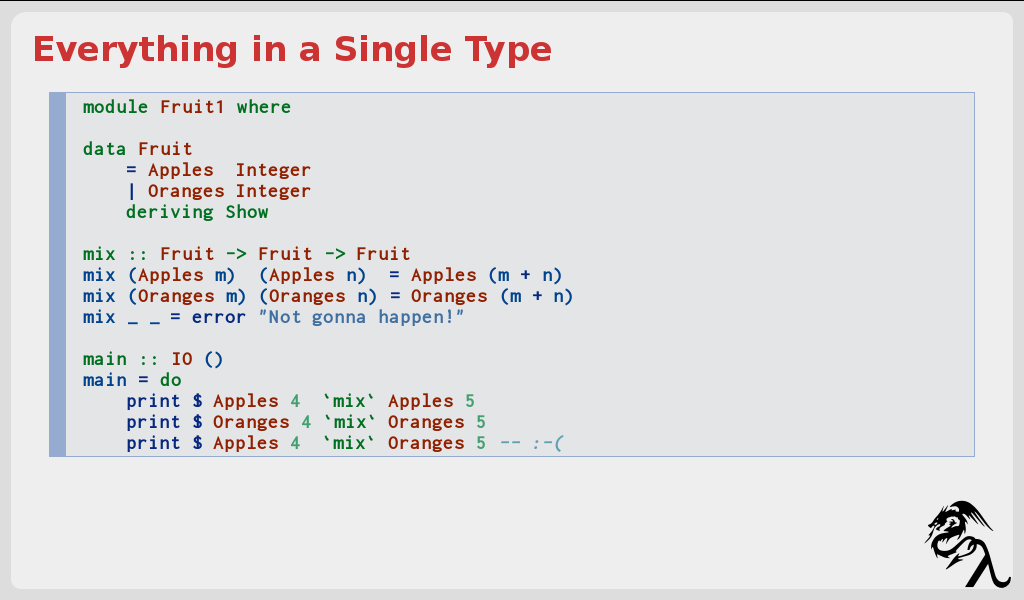 Everything in a Single Type
module Fruit1 where
data Fruit
    = Apples  Integer
    | Oranges Integer
    deriving Show
mix :: Fruit -> Fruit -> Fruit
mix (Apples m)  (Apples n)  = Apples (m + n)
mix (Oranges m) (Oranges n) = Oranges (m + n)
mix _ _ = error "Not gonna happen!"
main :: IO ()
main = do
    print $ Apples 4  `mix` Apples 5
    print $ Oranges 4 `mix` Oranges 5
    print $ Apples 4  `mix` Oranges 5 -- :-(